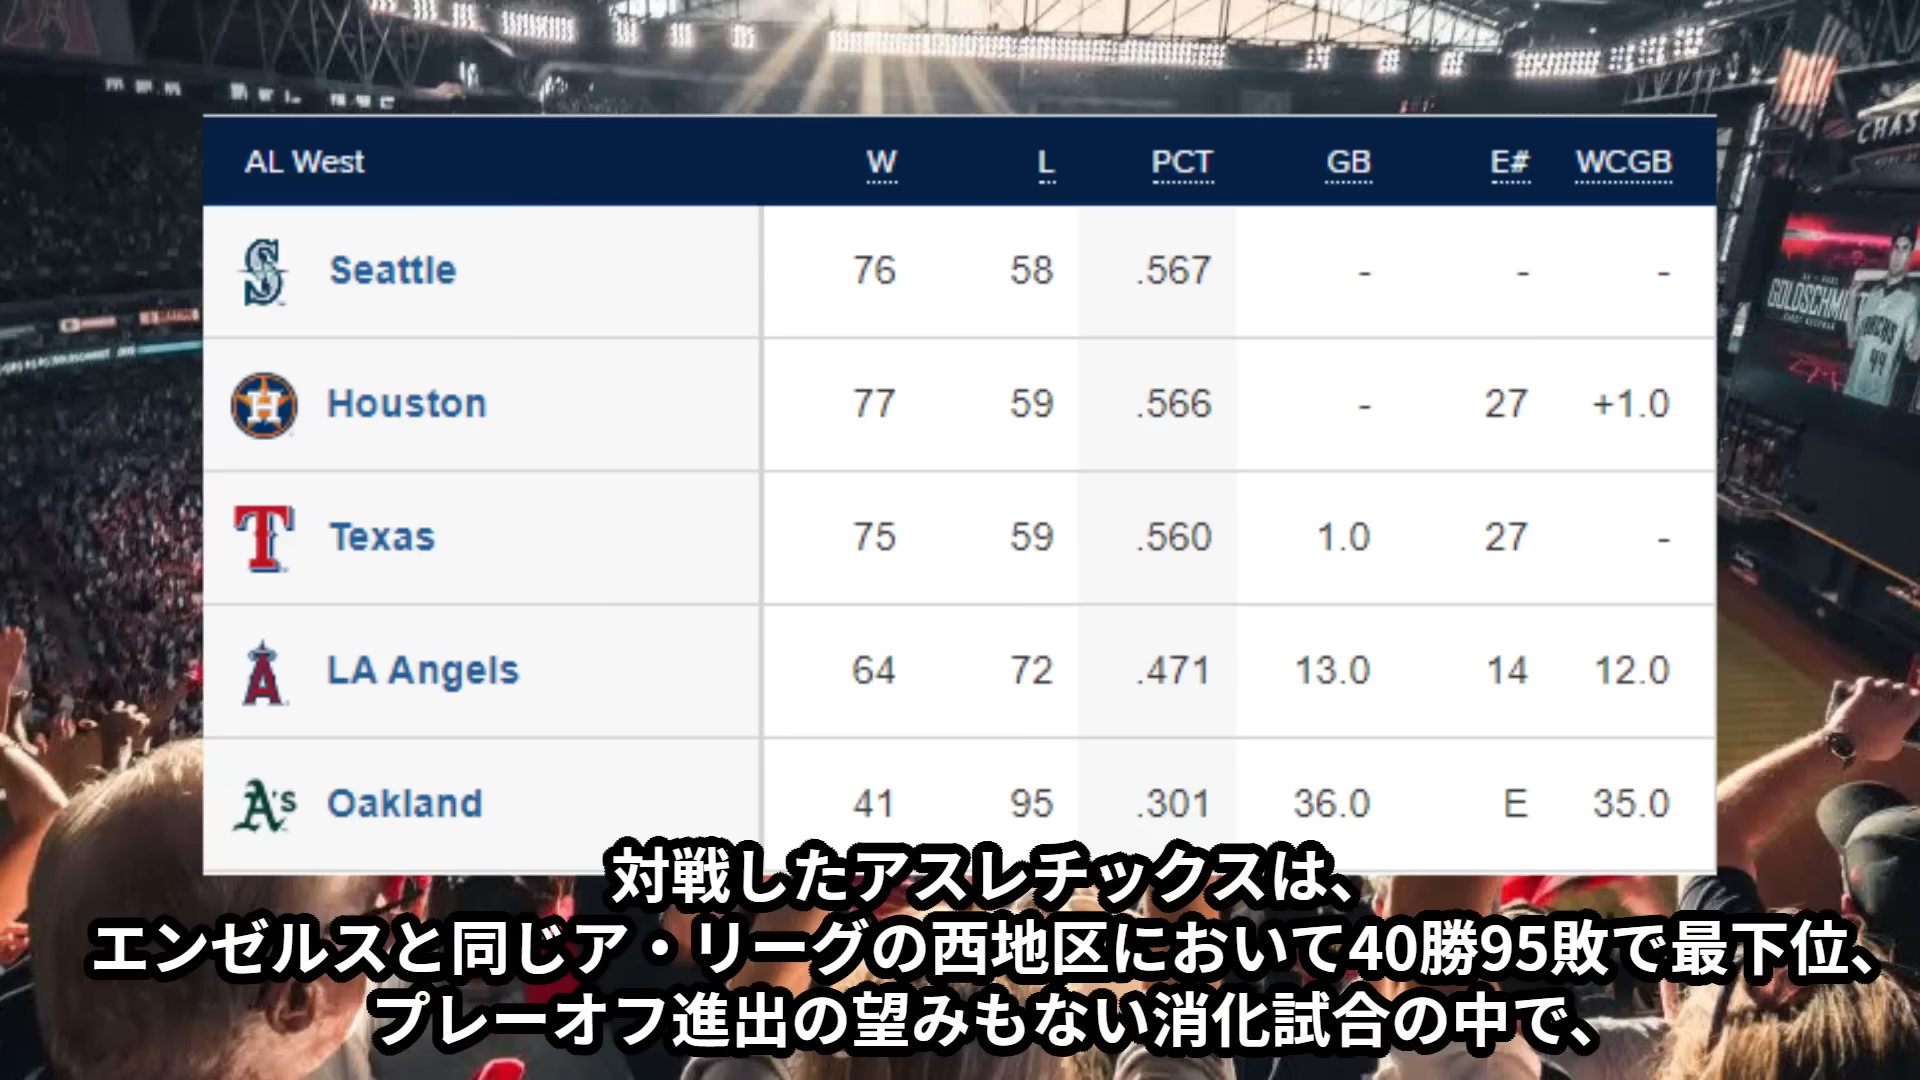 AL West W L PCT GB E# WCGB
Seattle 76 58 .567 - - -
Houston 77 59 .566 - 27 +1.0
Texas 75 59 .560 1.0 27 -
LA Angels 64 72 .471 13.0 14 12.0
Oakland 41 95 .301 36.0 E 35.0
CHAS
GOLDSCHMI
対戦したアスレチックスは、
エンゼルスと同じア・リーグの西地区において40勝95敗で最下位、
プレーオフ進出の望みもない消化試合の中で、